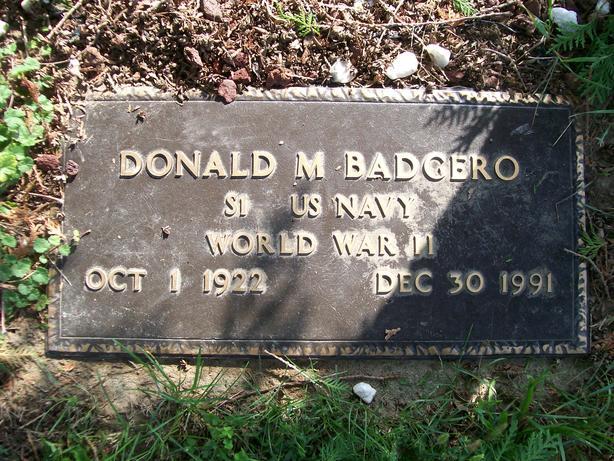 DONALD M BADGERO
S1 US NAVY
WORLD WAR II
OCT 1 1922 DEC 30 1991